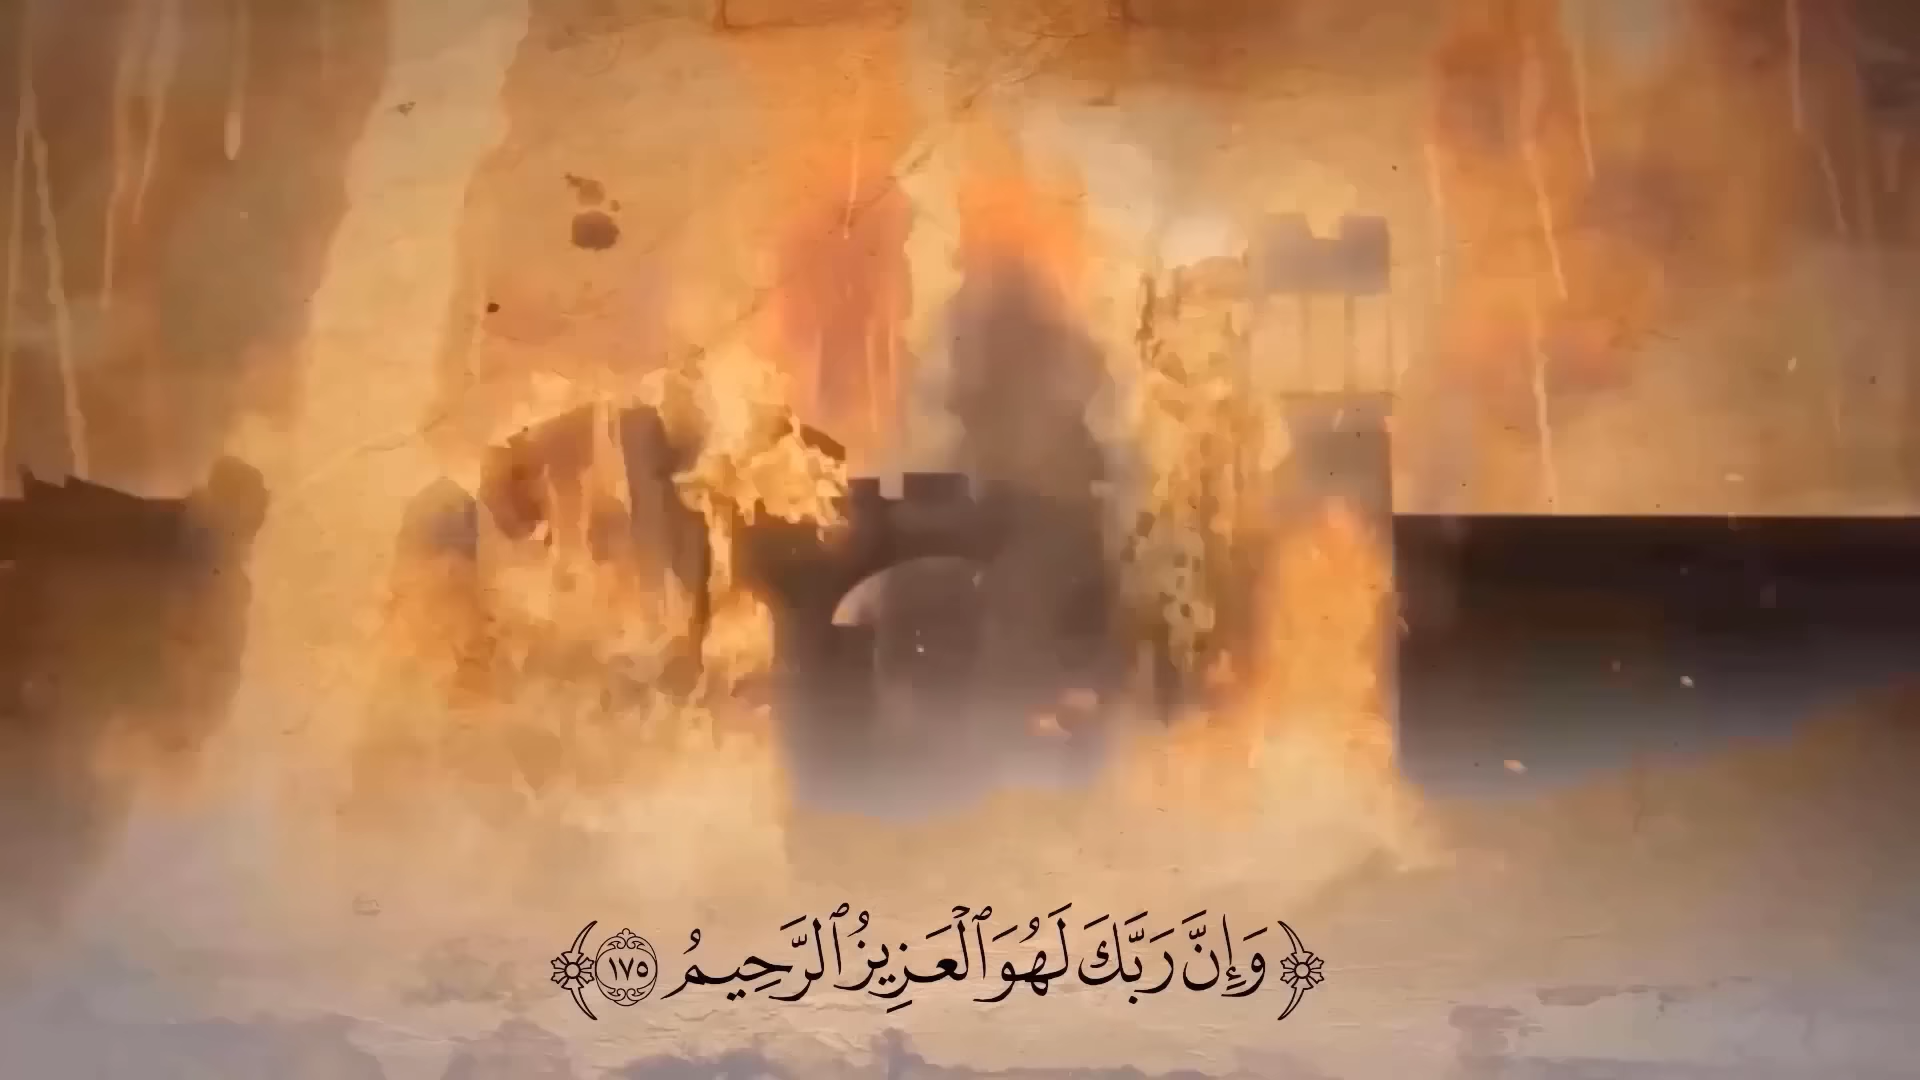 ﴿وَإِنَّ رَبَّكَ لَهُوَ ٱلْعَزِيزُ ٱلرَّحِيمُ ١٧٥﴾